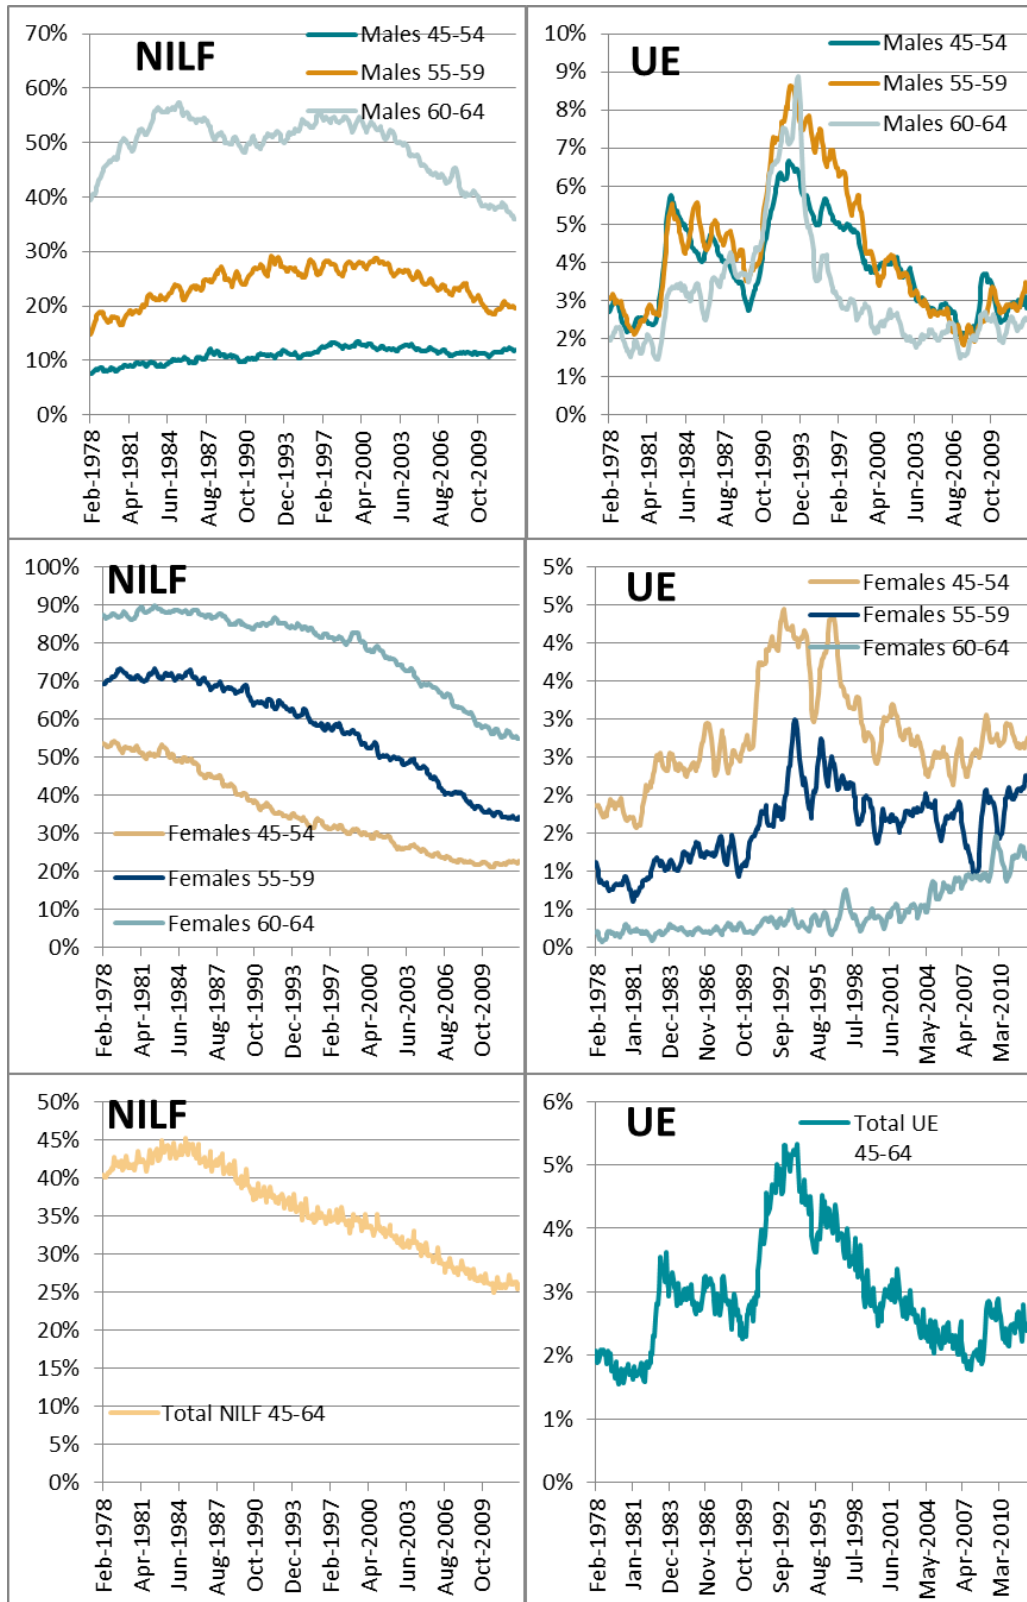 NILF
Males 45-54
Males 55-59
Males 60-64
70%
60%
50%
40%
30%
20%
10%
0%
Feb-1978
Apr-1981
Jun-1984
Aug-1987
Oct-1990
Dec-1993
Feb-1997
Apr-2000
Jun-2003
Aug-2006
Oct-2009
UE
Males 45-54
Males 55-59
Males 60-64
10%
9%
8%
7%
6%
5%
4%
3%
2%
1%
0%
Feb-1978
Apr-1981
Jun-1984
Aug-1987
Oct-1990
Dec-1993
Feb-1997
Apr-2000
Jun-2003
Aug-2006
Oct-2009
NILF
100%
90%
80%
70%
60%
50%
40%
30%
20%
10%
0%
Females 45-54
Females 55-59
Females 60-64
Feb-1978
Apr-1981
Jun-1984
Aug-1987
Oct-1990
Dec-1993
Feb-1997
Apr-2000
Jun-2003
Aug-2006
Oct-2009
UE
Females 45-54
Females 55-59
Females 60-64
5%
5%
4%
4%
3%
3%
2%
2%
1%
1%
0%
Feb-1978
Jan-1981
Dec-1983
Nov-1986
Oct-1989
Sep-1992
Aug-1995
Jul-1998
Jun-2001
May-2004
Apr-2007
Mar-2010
NILF
50%
45%
40%
35%
30%
25%
20%
15%
10%
5%
0%
Total NILF 45-64
Feb-1978
Apr-1981
Jun-1984
Aug-1987
Oct-1990
Dec-1993
Feb-1997
Apr-2000
Jun-2003
Aug-2006
Oct-2009
UE
Total UE
45-64
6%
5%
4%
3%
2%
1%
0%
Feb-1978
Jan-1981
Dec-1983
Nov-1986
Oct-1989
Sep-1992
Aug-1995
Jul-1998
Jun-2001
May-2004
Apr-2007
Mar-2010